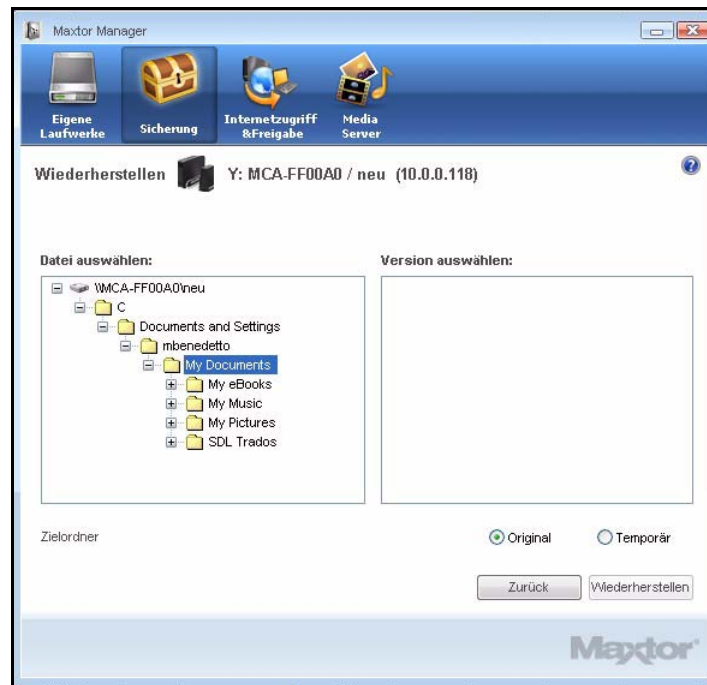 Maxtor Manager
Eigene Laufwerke
Sicherung
Internetzugriff &Freigabe
Media Server
Wiederherstellen
Y: MCA-FF00A0 / neu (10.0.0.118)
Datei auswählen:
Version auswählen:
\\MCA-FF00A0\neu
C
Documents and Settings
mbenedetto
My Documents
My eBooks
My Music
My Pictures
SDL Trados
Zielordner
Original
Temporär
Zurück
Wiederherstellen
Maxtor